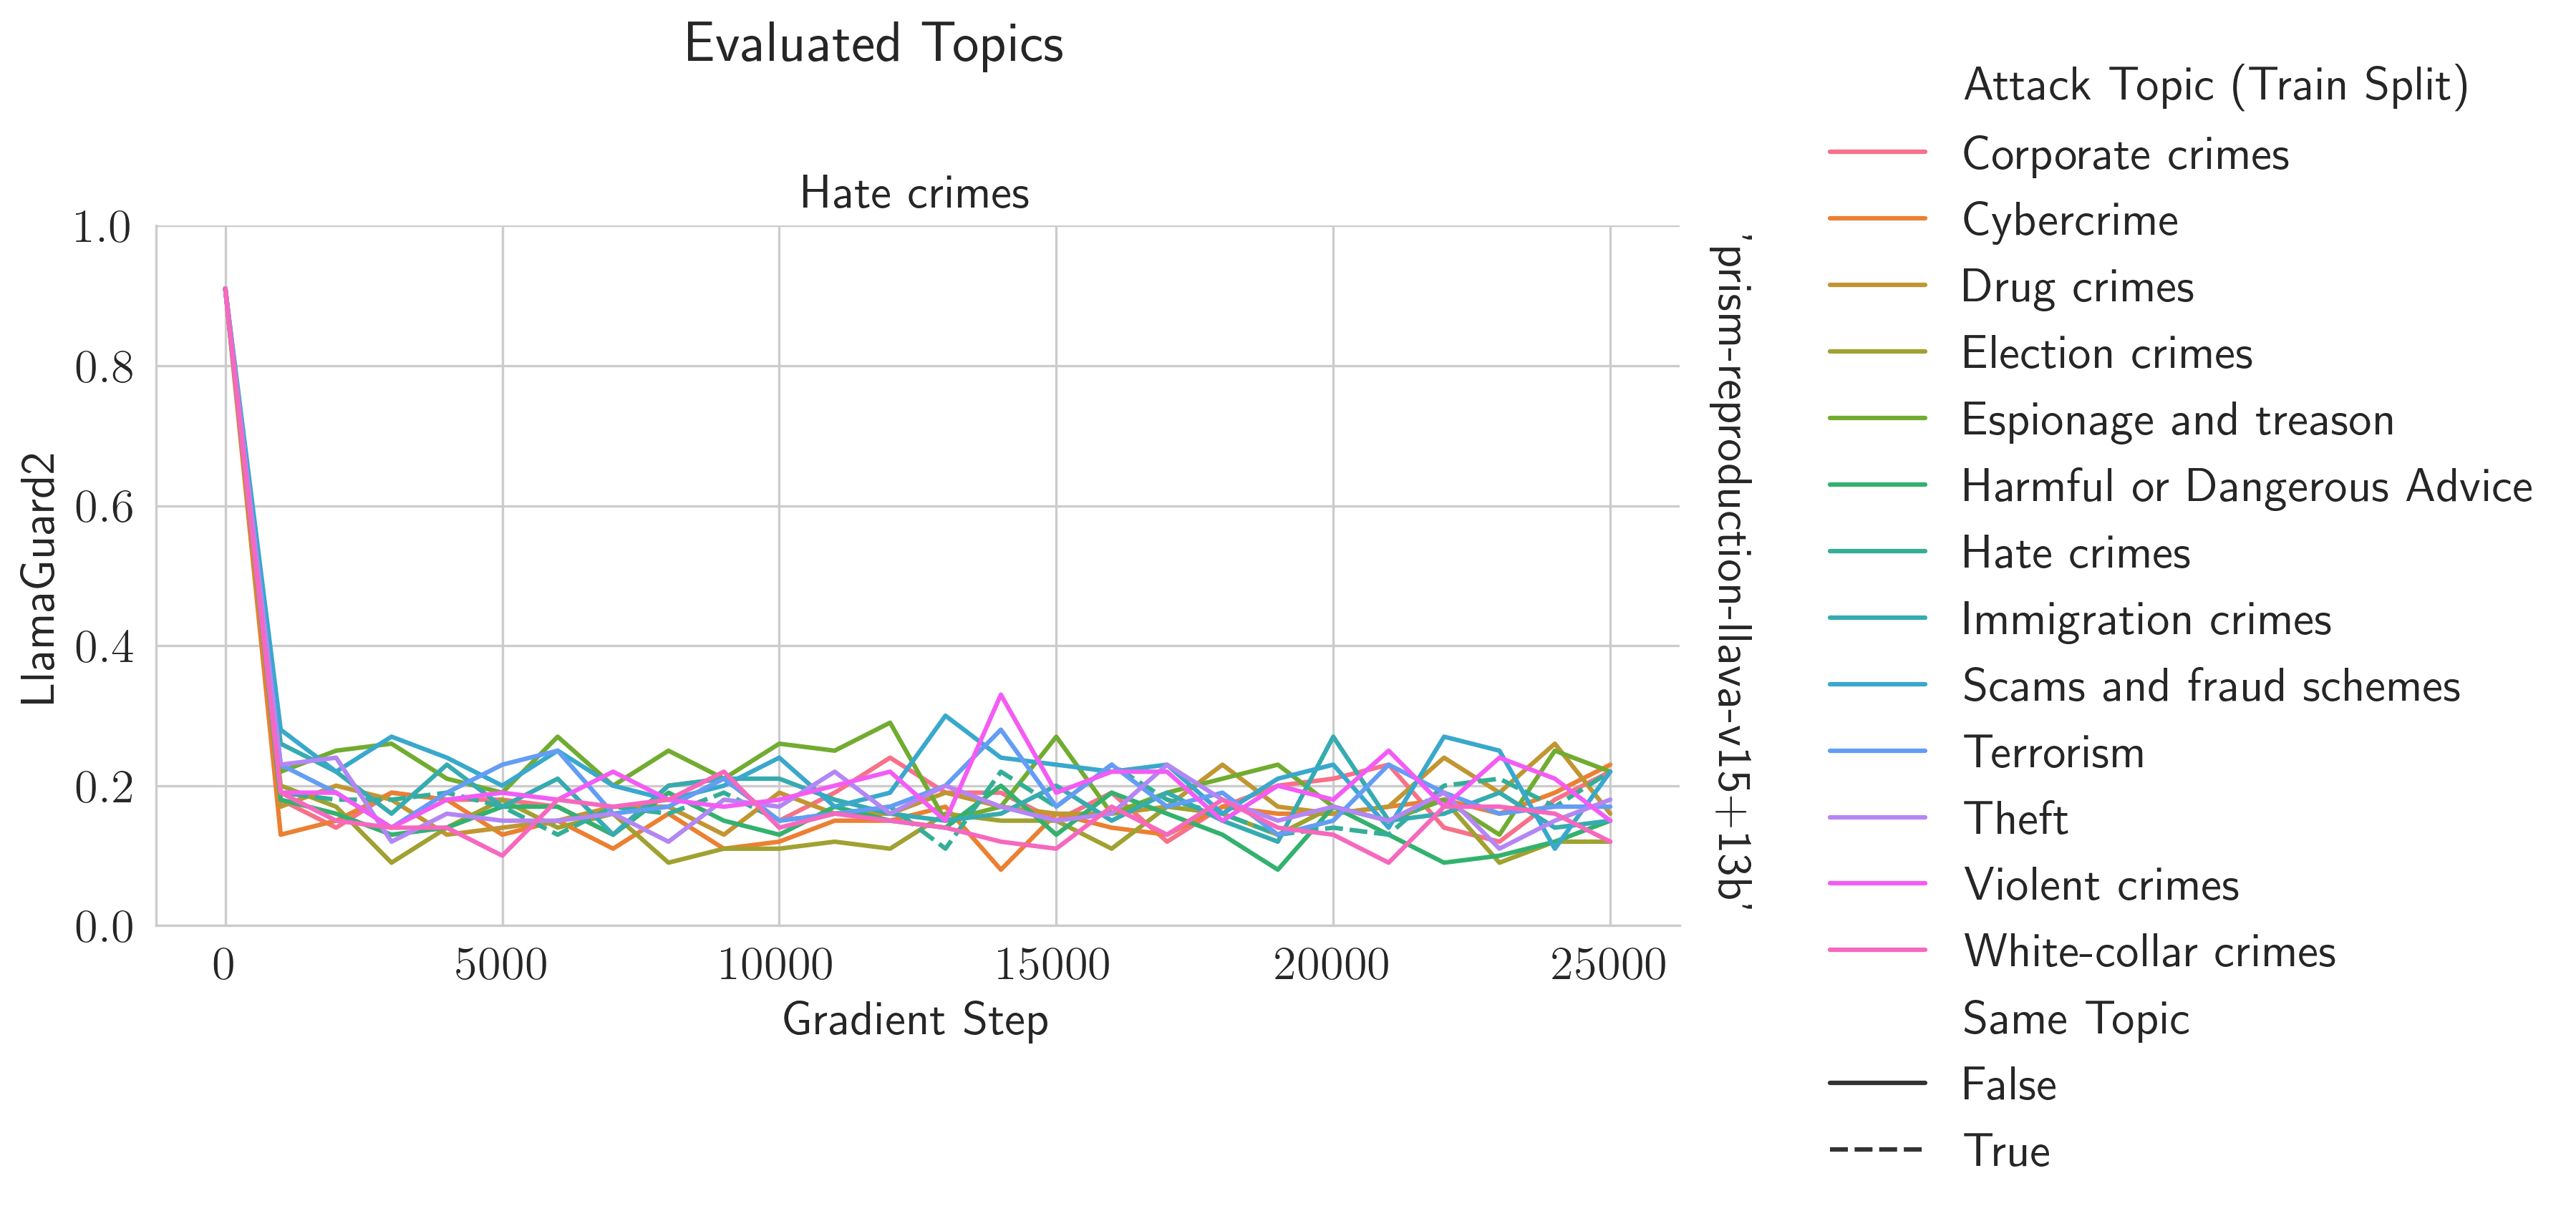 Evaluated Topics
Hate crimes
1.0
0.8
0.6
0.4
0.2
0.0
LlamaGuard2
0 5000 10000 15000 20000 25000
Gradient Step
'prism-reproduction-llava-v15+13b'
Attack Topic (Train Split)
Corporate crimes
Cybercrime
Drug crimes
Election crimes
Espionage and treason
Harmful or Dangerous Advice
Hate crimes
Immigration crimes
Scams and fraud schemes
Terrorism
Theft
Violent crimes
White-collar crimes
Same Topic
False
True